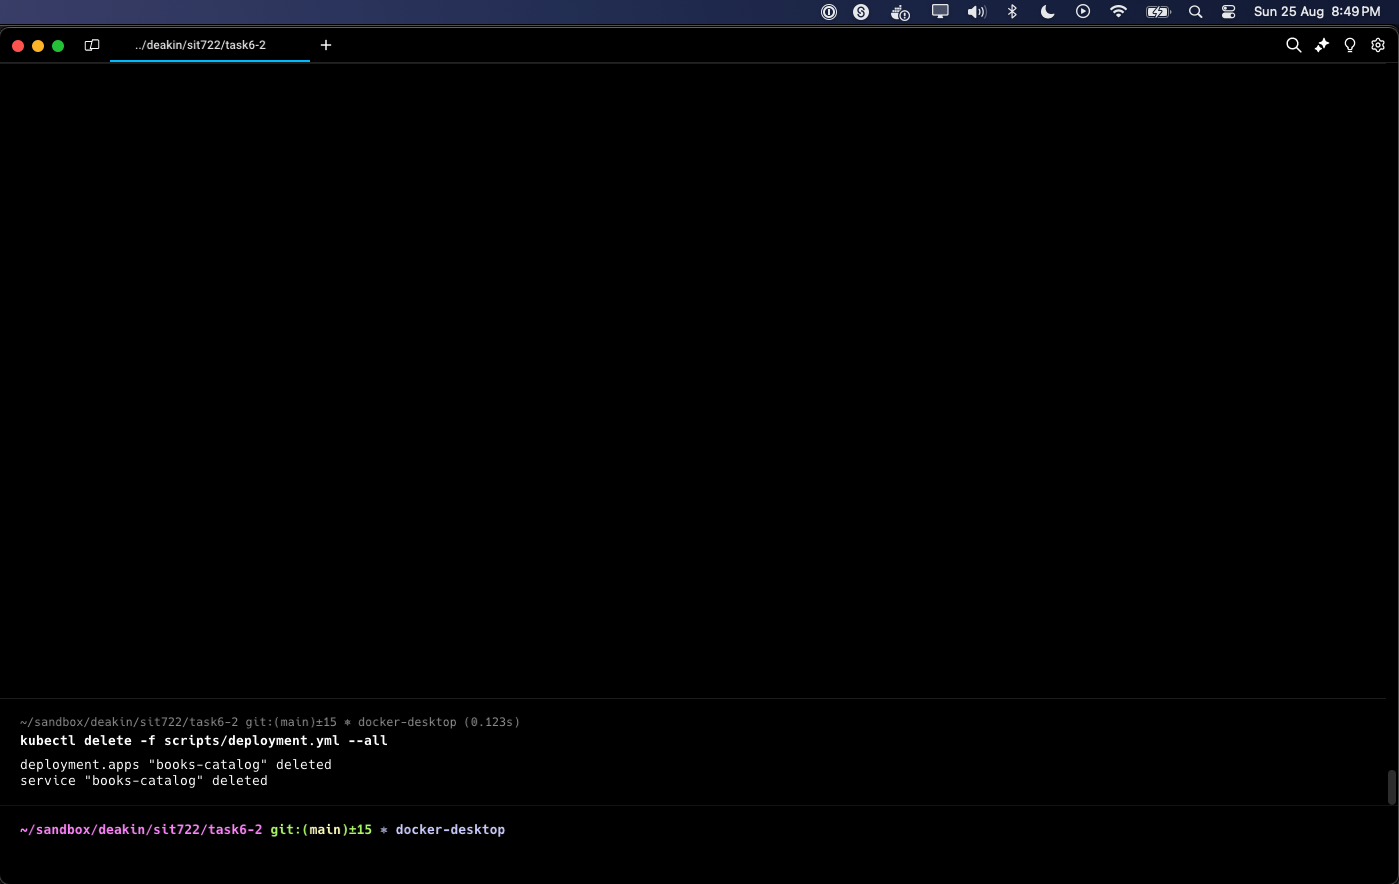 Sun 25 Aug 8:49 PM
../deakin/sit722/task6-2
~/sandbox/deakin/sit722/task6-2 git:(main)±15 ⎈ docker-desktop (0.123s)
kubectl delete -f scripts/deployment.yml --all
deployment.apps "books-catalog" deleted
service "books-catalog" deleted
~/sandbox/deakin/sit722/task6-2 git:(main)±15 ⎈ docker-desktop